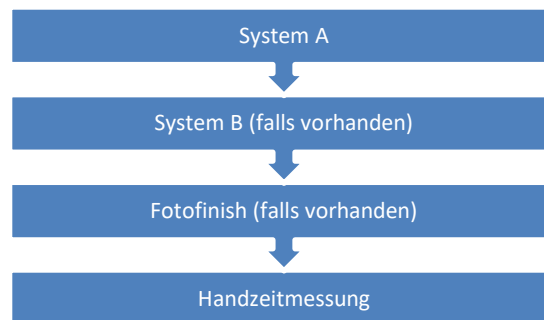 System A
System B (falls vorhanden)
Fotofinish (falls vorhanden)
Handzeitmessung